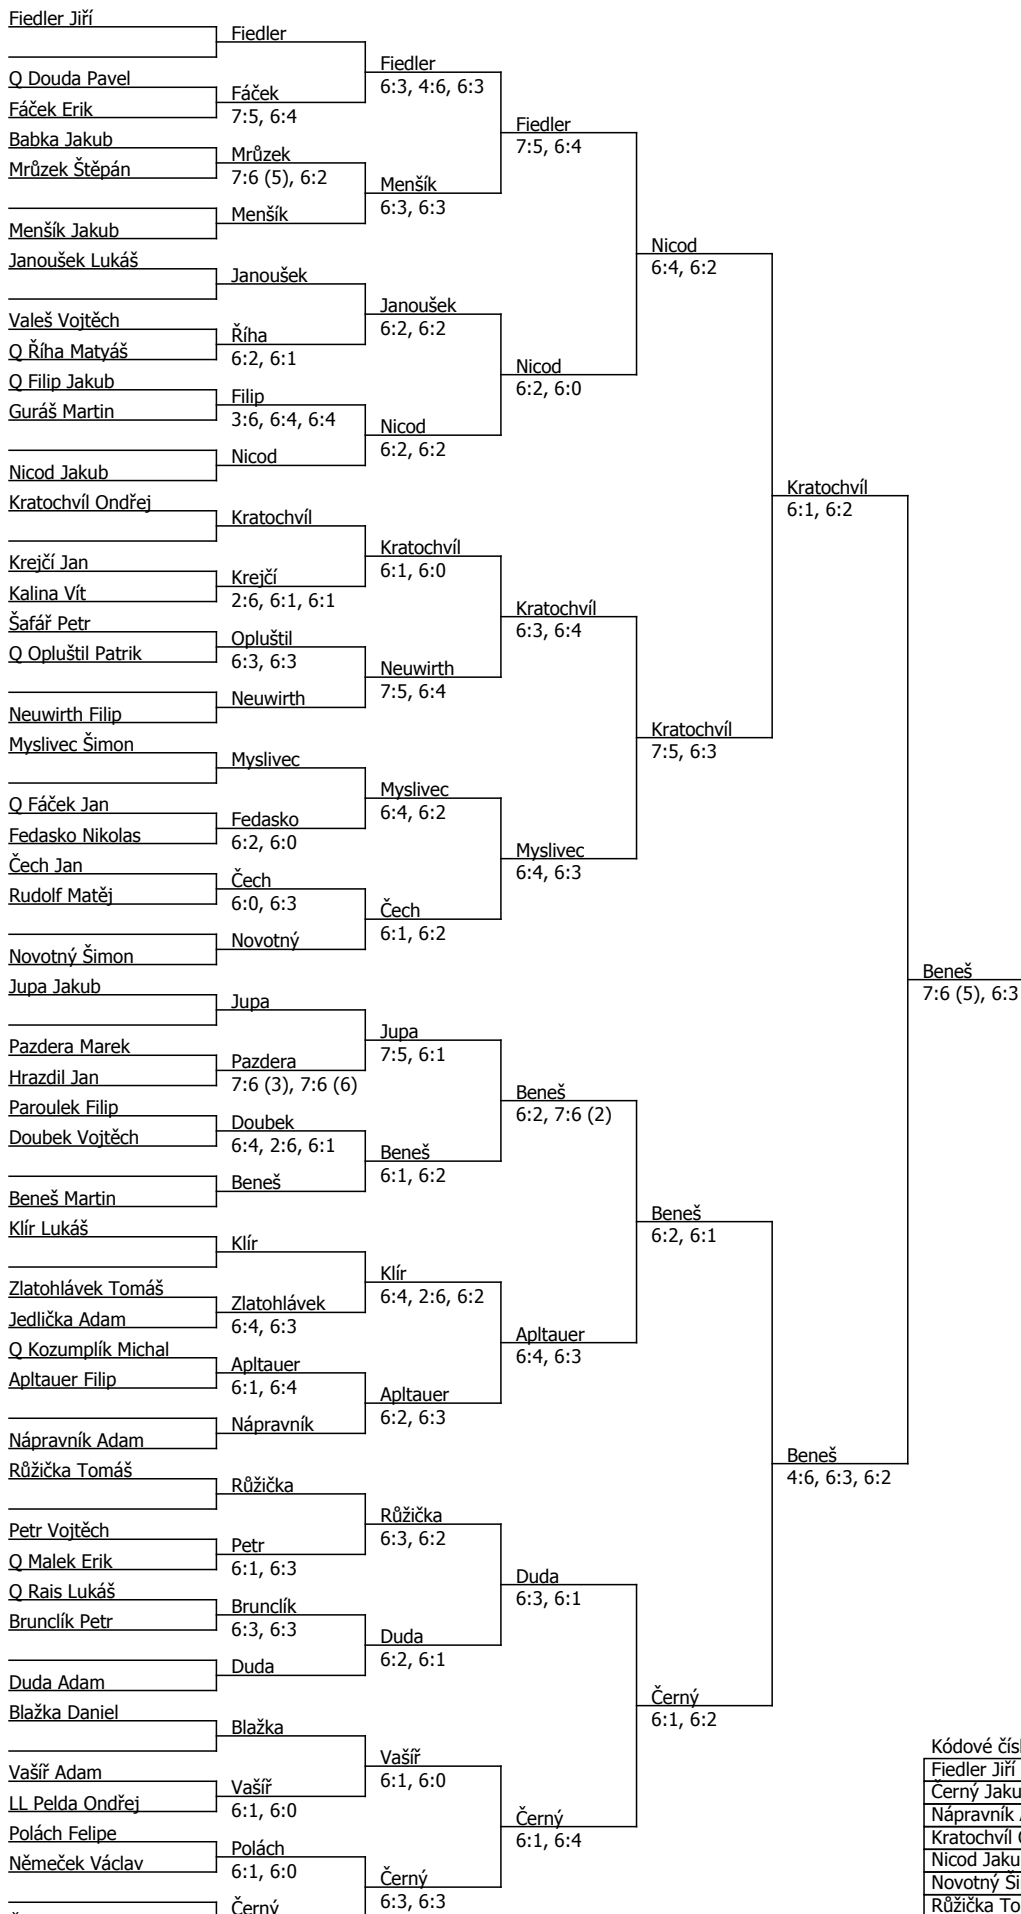 Fiedler Jiří
Fiedler
Fiedler
6:3, 4:6, 6:3
Q Douda Pavel
Fáček
7:5, 6:4
Fáček Erik
Fiedler
7:5, 6:4
Babka Jakub
Mrůzek
7:6 (5), 6:2
Mrůzek Štěpán
Menšík
6:3, 6:3
Menšík
Menšík Jakub
Nicod
6:4, 6:2
Janoušek Lukáš
Janoušek
Janoušek
6:2, 6:2
Valeš Vojtěch
Říha
6:2, 6:1
Q Říha Matyáš
Nicod
6:2, 6:0
Q Filip Jakub
Filip
3:6, 6:4, 6:4
Guráš Martin
Nicod
6:2, 6:2
Nicod
Nicod Jakub
Kratochvíl
6:1, 6:2
Kratochvíl Ondřej
Kratochvíl
Kratochvíl
6:1, 6:0
Krejčí Jan
Krejčí
2:6, 6:1, 6:1
Kalina Vít
Kratochvíl
6:3, 6:4
Šafář Petr
Opluštil
6:3, 6:3
Q Opluštil Patrik
Neuwirth
7:5, 6:4
Neuwirth
Neuwirth Filip
Kratochvíl
7:5, 6:3
Myslivec Šimon
Myslivec
Myslivec
6:4, 6:2
Q Fáček Jan
Fedasko
6:2, 6:0
Fedasko Nikolas
Myslivec
6:4, 6:3
Čech Jan
Čech
6:0, 6:3
Rudolf Matěj
Čech
6:1, 6:2
Novotný
Novotný Šimon
Beneš
7:6 (5), 6:3
Jupa Jakub
Jupa
Jupa
7:5, 6:1
Pazdera Marek
Pazdera
7:6 (3), 7:6 (6)
Hrazdil Jan
Beneš
6:2, 7:6 (2)
Paroulek Filip
Doubek
6:4, 2:6, 6:1
Doubek Vojtěch
Beneš
6:1, 6:2
Beneš
Beneš Martin
Beneš
6:2, 6:1
Klír Lukáš
Klír
Klír
6:4, 2:6, 6:2
Zlatohlávek Tomáš
Zlatohlávek
6:4, 6:3
Jedlička Adam
Apltauer
6:4, 6:3
Q Kozumplík Michal
Apltauer
6:1, 6:4
Apltauer Filip
Apltauer
6:2, 6:3
Nápravník
Nápravník Adam
Beneš
4:6, 6:3, 6:2
Růžička Tomáš
Růžička
Růžička
6:3, 6:2
Petr Vojtěch
Petr
6:1, 6:3
Q Malek Erik
Duda
6:3, 6:1
Q Rais Lukáš
Brunclík
6:3, 6:3
Brunclík Petr
Duda
6:2, 6:1
Duda
Duda Adam
Černý
6:1, 6:2
Blažka Daniel
Blažka
Vašíř
6:1, 6:0
Vašíř Adam
Vašíř
6:1, 6:0
LL Pelda Ondřej
Černý
6:1, 6:4
Polách Felipe
Polách
6:1, 6:0
Němeček Václav
Černý
6:3, 6:3
Černý
Kódové čís
Fiedler Jiří
Černý Jaku
Nápravník
Kratochvíl
Nicod Jaku
Novotný Ši
Růžička To